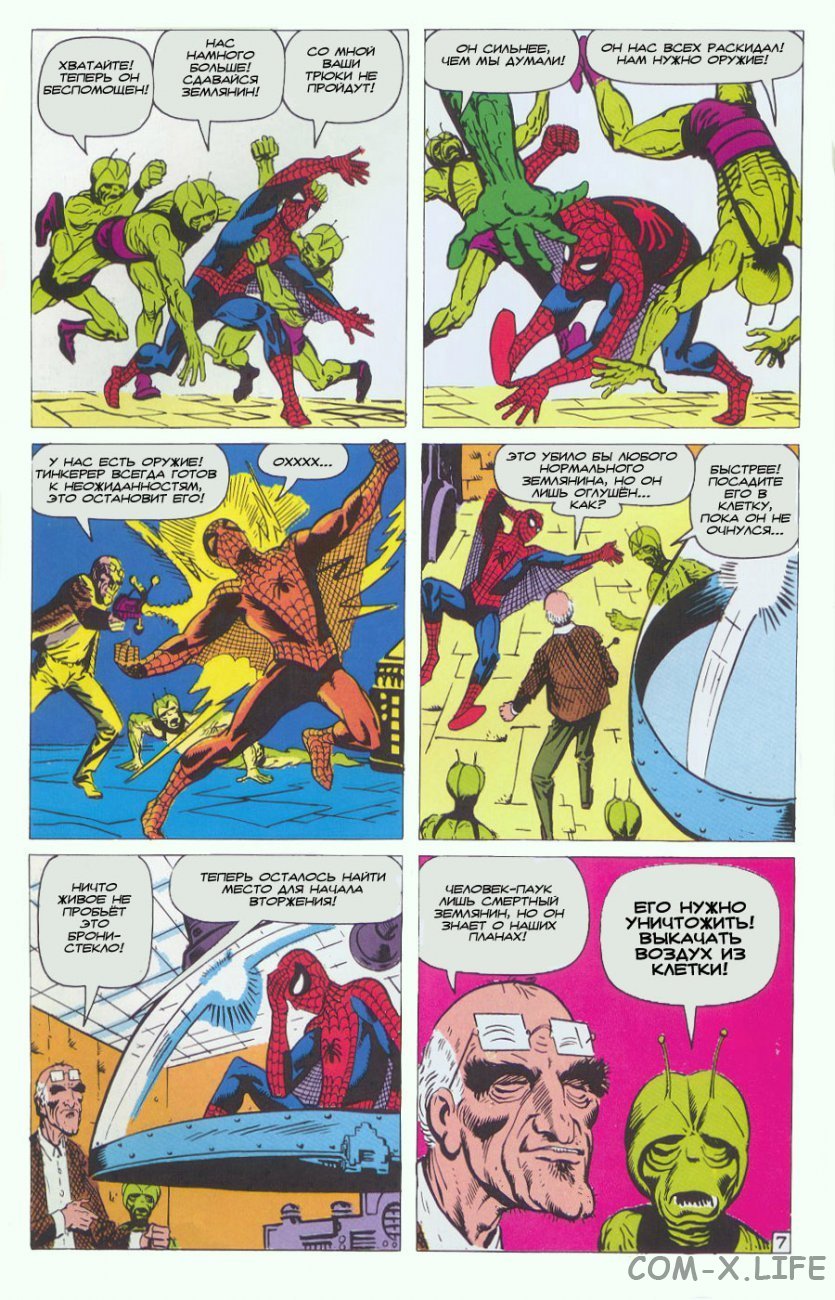 ХВАТАЙТЕ!
ТЕПЕРЬ ОН
БЕСПОМОЩЕН!
НАС
НАМНОГО
БОЛЬШЕ!
СДАВАЙСЯ
ЗЕМЛЯНИН!
СО МНОЙ
ВАШИ
ТРЮКИ НЕ
ПРОЙДУТ!
ОН СИЛЬНЕЕ,
ЧЕМ МЫ ДУМАЛИ!
ОН НАС ВСЕХ РАСКИДАЛ!
НАМ НУЖНО ОРУЖИЕ!
У НАС ЕСТЬ ОРУЖИЕ!
ТИНКЕРЕР ВСЕГДА ГОТОВ
К НЕОЖИДАННОСТЯМ,
ЭТО ОСТАНОВИТ ЕГО!
ОХХХХ...
ЭТО УБИЛО БЫ ЛЮБОГО
НОРМАЛЬНОГО
ЗЕМЛЯНИНА, НО ОН
ЛИШЬ ОГЛУШЁН...
КАК?
БЫСТРЕЕ!
ПОСАДИТЕ
ЕГО В
КЛЕТКУ,
ПОКА ОН НЕ
ОЧНУЛСЯ...
НИЧТО
ЖИВОЕ НЕ
ПРОБЬЁТ
ЭТО
БРОНИ-
СТЕКЛО!
ТЕПЕРЬ ОСТАЛОСЬ НАЙТИ
МЕСТО ДЛЯ НАЧАЛА
ВТОРЖЕНИЯ!
ЧЕЛОВЕК-ПАУК
ЛИШЬ СМЕРТНЫЙ
ЗЕМЛЯНИН, НО ОН
ЗНАЕТ О НАШИХ
ПЛАНАХ!
ЕГО НУЖНО
УНИЧТОЖИТЬ!
ВЫКАЧАТЬ
ВОЗДУХ ИЗ
КЛЕТКИ!
7
COM-X.LIFE